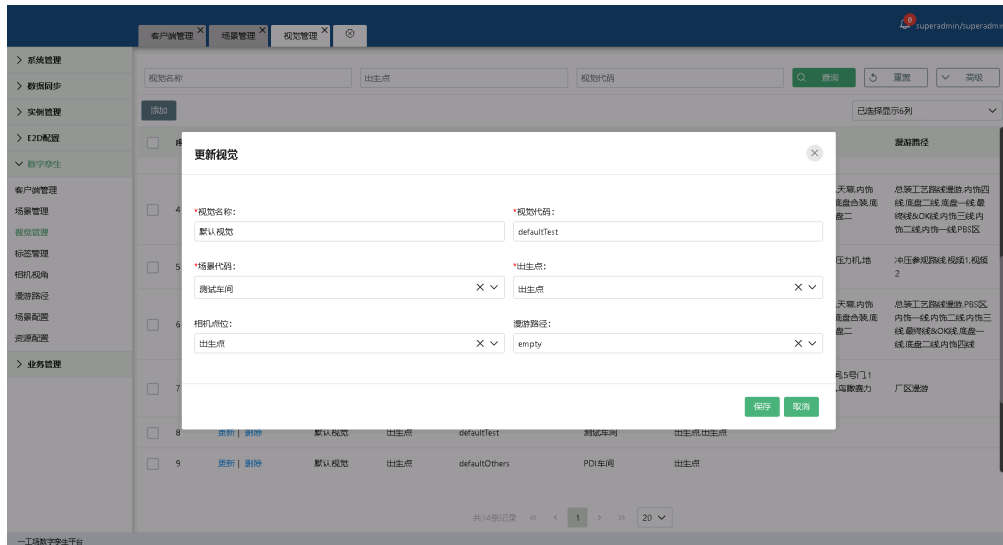 客户端管理 场景管理 视觉管理
superadmin/superadmin
系统管理
数据同步
实例管理
E2D配置
数字孪生
客户端管理
场景管理
视觉管理
标签管理
相机视角
漫游路径
场景配置
资源配置
业务管理
视觉名称 出生点 视觉代码 查询 重置 高级
添加 已选择显示6列
漫游路径
4 总装工艺路线漫游,内饰四
线,底盘二线,底盘一线,最
终线&OK线,内饰三线,内
饰二线,内饰一线,PBS区
5 冲压参观路线,视频1,视频
2
6 总装工艺路线漫游,PBS区,
内饰一线,内饰二线,内饰三
线,最终线&OK线,底盘一
线,底盘二线,内饰四线
7 厂区漫游
更新视觉
*视觉名称: *视觉代码:
默认视觉 defaultTest
*场景代码: *出生点:
测试车间 出生点
相机点位: 漫游路径:
出生点 empty
保存 取消
8 更新 | 删除 默认视觉 出生点 defaultTest 测试车间 出生点,出生点
9 更新 | 删除 默认视觉 出生点 defaultOthers PDI车间 出生点
共14条记录 « < 1 > » 20
一工场数字孪生平台